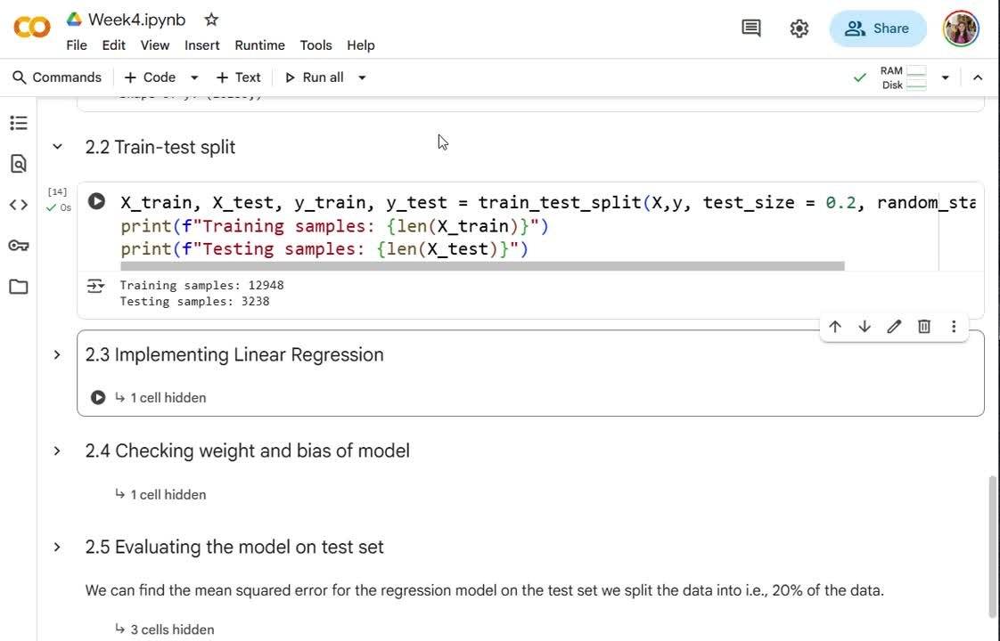 Week4.ipynb
File Edit View Insert Runtime Tools Help
Share
Commands + Code + Text Run all
RAM
Disk
2.2 Train-test split
[14]
0s
X_train, X_test, y_train, y_test = train_test_split(X,y, test_size = 0.2, random_sta
print(f"Training samples: {len(X_train)}")
print(f"Testing samples: {len(X_test)}")
Training samples: 12948
Testing samples: 3238
2.3 Implementing Linear Regression
1 cell hidden
2.4 Checking weight and bias of model
1 cell hidden
2.5 Evaluating the model on test set
We can find the mean squared error for the regression model on the test set we split the data into i.e., 20% of the data.
3 cells hidden